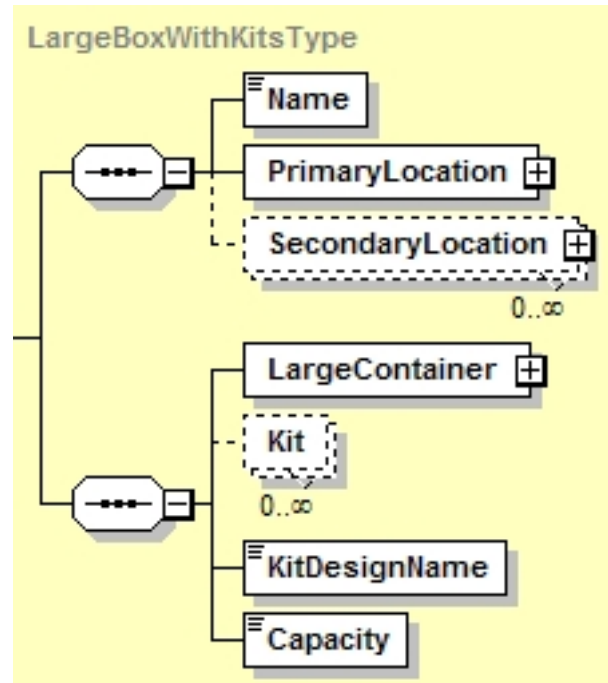 LargeBoxWithKitsType
Name
PrimaryLocation
SecondaryLocation
0..∞
LargeContainer
Kit
0..∞
KitDesignName
Capacity